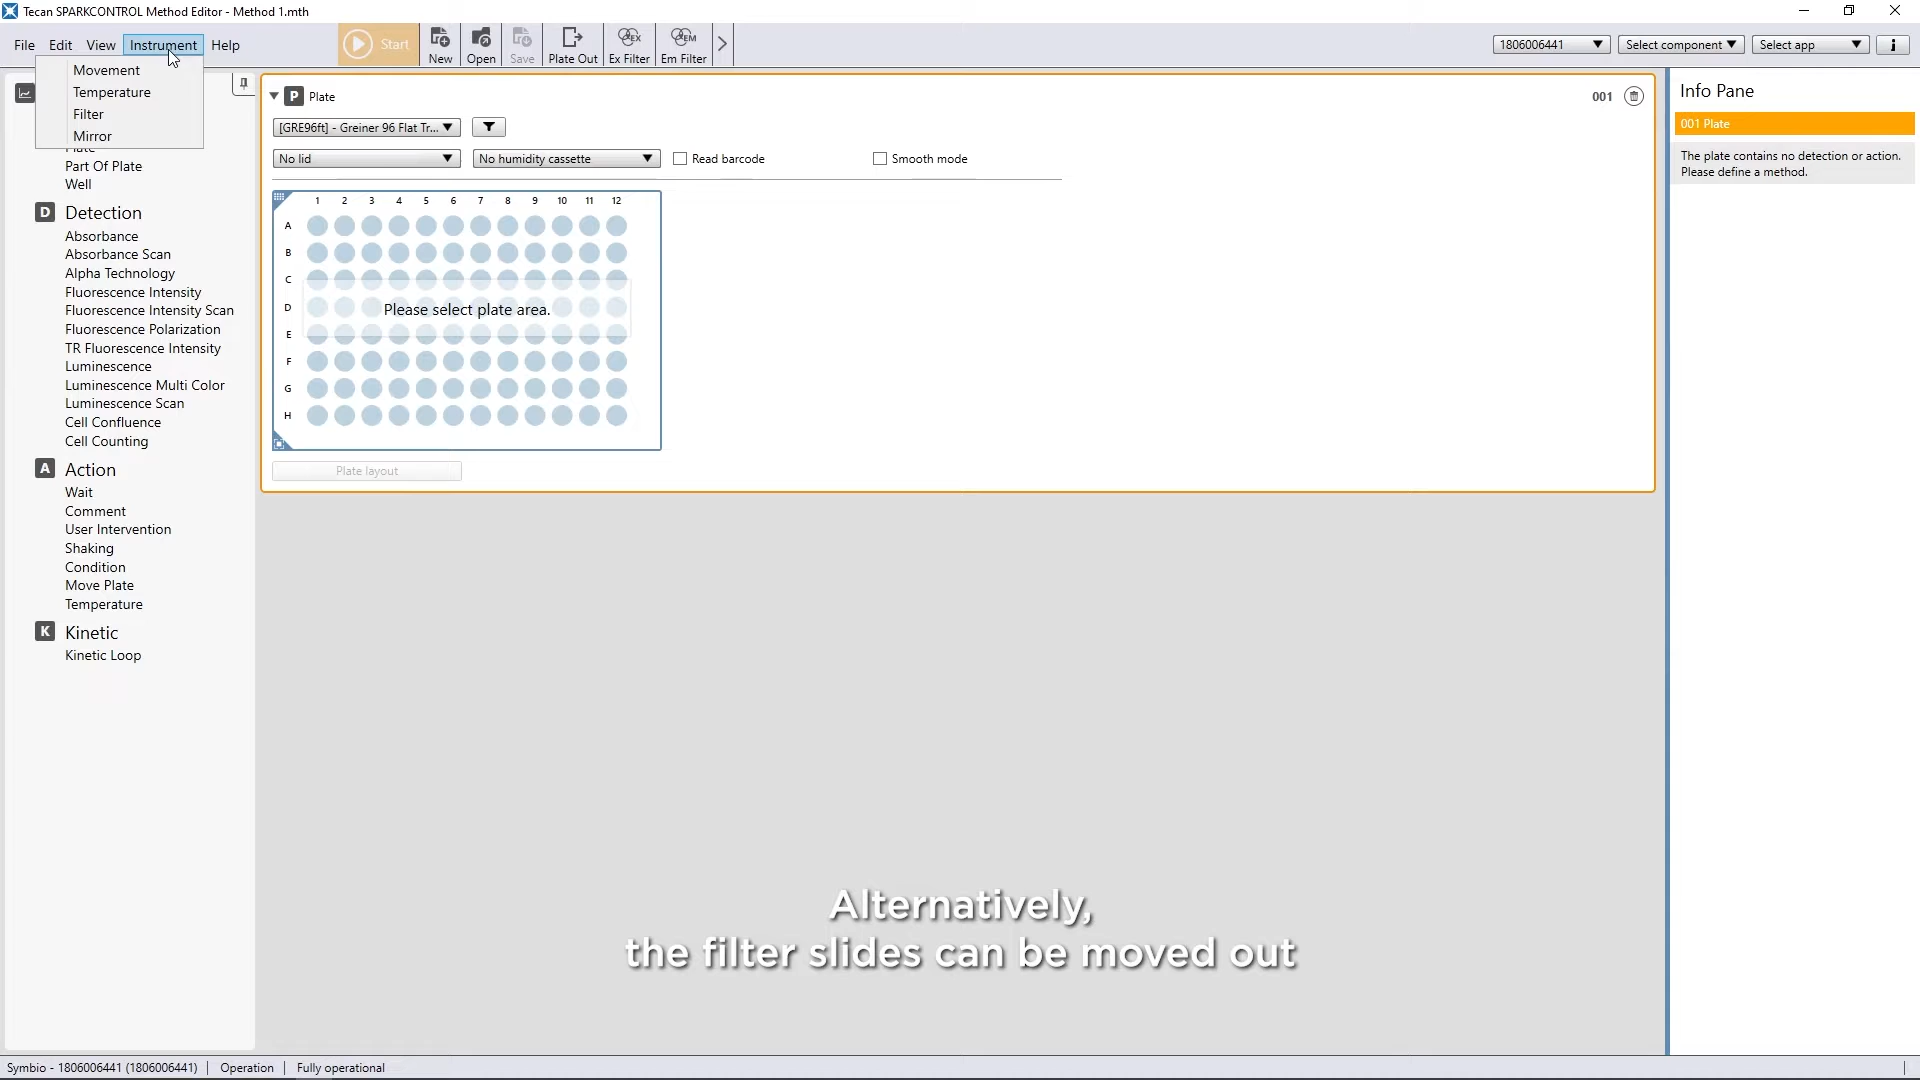 Tecan SPARKCONTROL Method Editor - Method 1.mth
File Edit View Instrument Help
Start
New
Open
Save
Plate Out
Ex Filter
Em Filter
1806006441
Select component
Select app
i
Movement
Temperature
Filter
Mirror
Part Of Plate
Well
D Detection
Absorbance
Absorbance Scan
Alpha Technology
Fluorescence Intensity
Fluorescence Intensity Scan
Fluorescence Polarization
TR Fluorescence Intensity
Luminescence
Luminescence Multi Color
Luminescence Scan
Cell Confluence
Cell Counting
A Action
Wait
Comment
User Intervention
Shaking
Condition
Move Plate
Temperature
K Kinetic
Kinetic Loop
P Plate
001
[GRE96ft] - Greiner 96 Flat Tr...
No lid
No humidity cassette
Read barcode
Smooth mode
1 2 3 4 5 6 7 8 9 10 11 12
A
B
C
D
E
F
G
H
Please select plate area.
Plate layout
Info Pane
001 Plate
The plate contains no detection or action.
Please define a method.
Alternatively,
the filter slides can be moved out
Symbio - 1806006441 (1806006441) Operation Fully operational